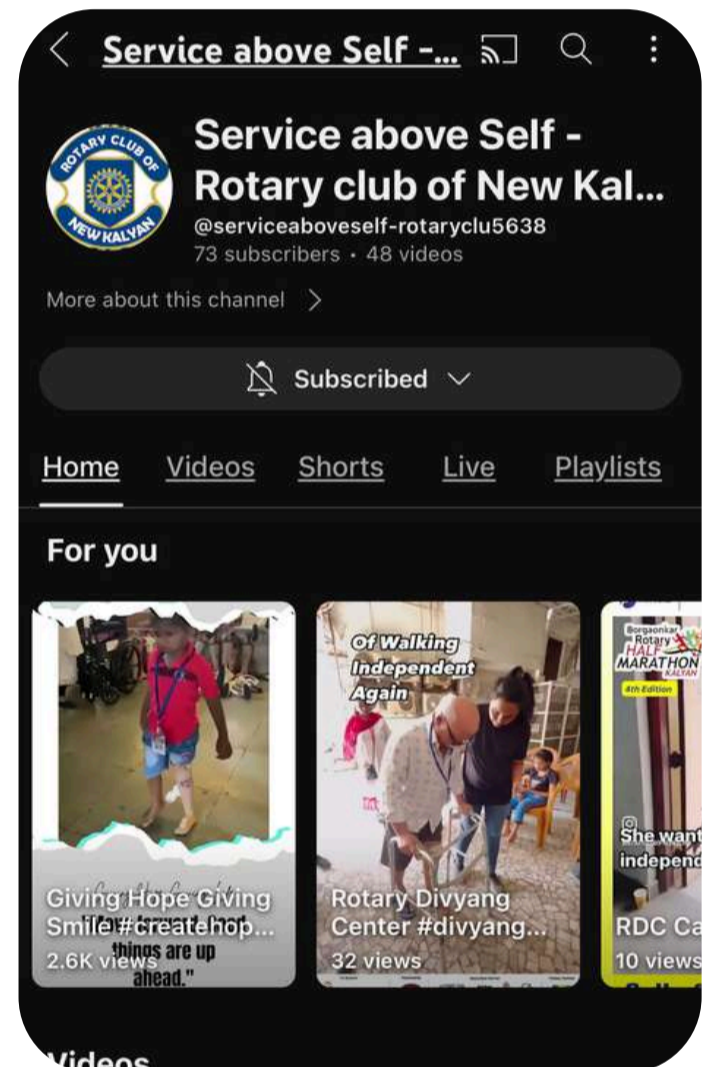 Service above Self -...
ROTARY CLUB OF
NEW KALYAN
Service above Self -
Rotary club of New Kal...
@serviceaboveself-rotaryclu5638
73 subscribers • 48 videos
More about this channel
Subscribed
Home Videos Shorts Live Playlists
For you
Giving Hope Giving
Smile #createhop...
2.6K views
things are up
ahead."
Of Walking
Independent
Again
Rotary Divyang
Center #divyang...
32 views
Borgaonkar
Rotary
HALF
MARATHON
KALYAN
4th Edition
She want
independ
RDC Ca
10 views
Videos